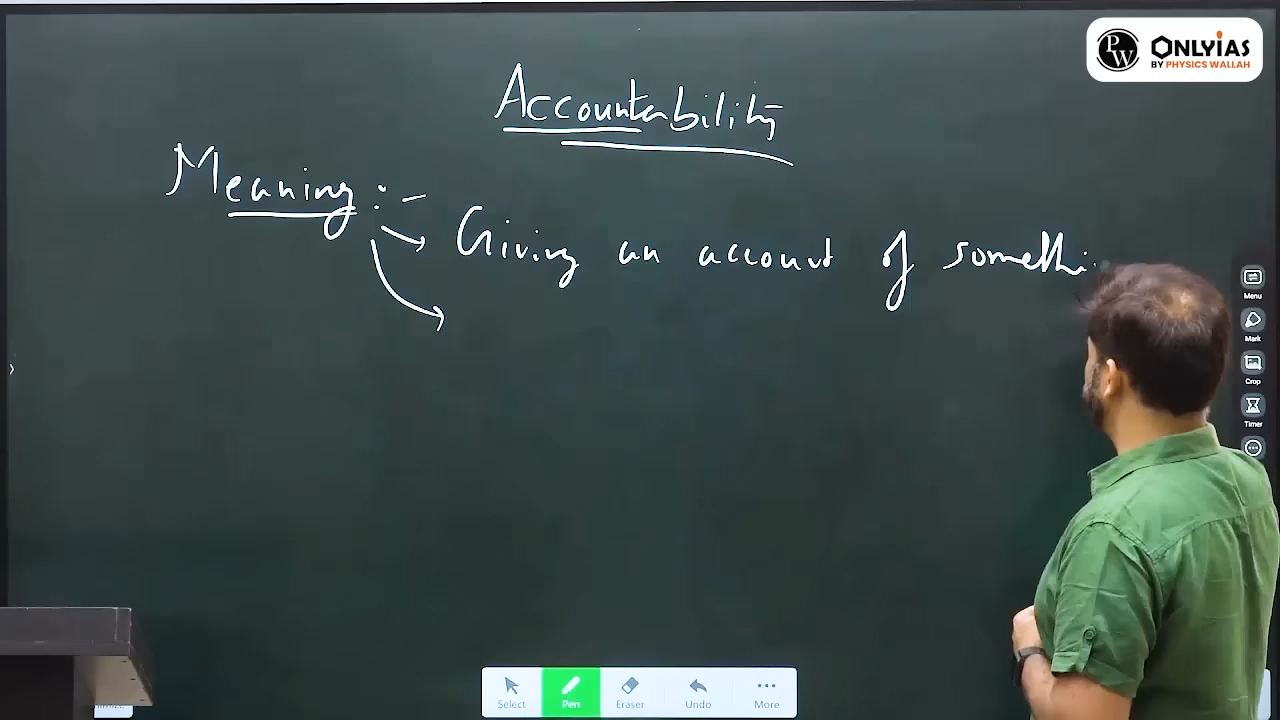 PW ONLYIAS
BY PHYSICS WALLAH
Accountability
Meaning :-
→ Giving an account of somethi
Menu
Mark
Crop
Timer
Select
Pen
Eraser
Undo
More